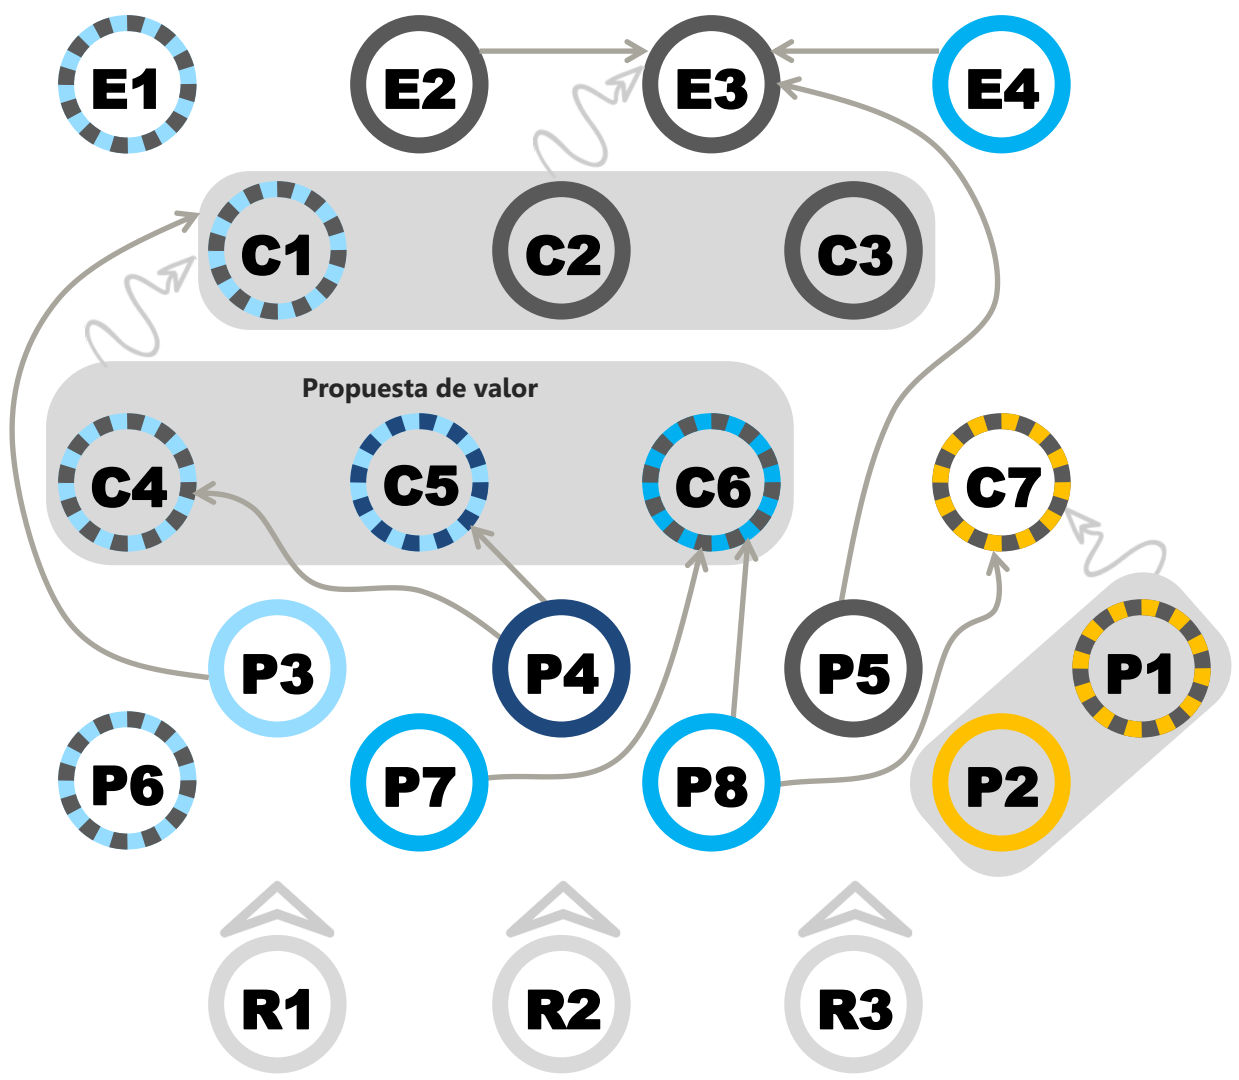 E1 E2 E3 E4
C1 C2 C3
Propuesta de valor
C4 C5 C6 C7
P3 P4 P5 P1
P6 P7 P8 P2
R1 R2 R3